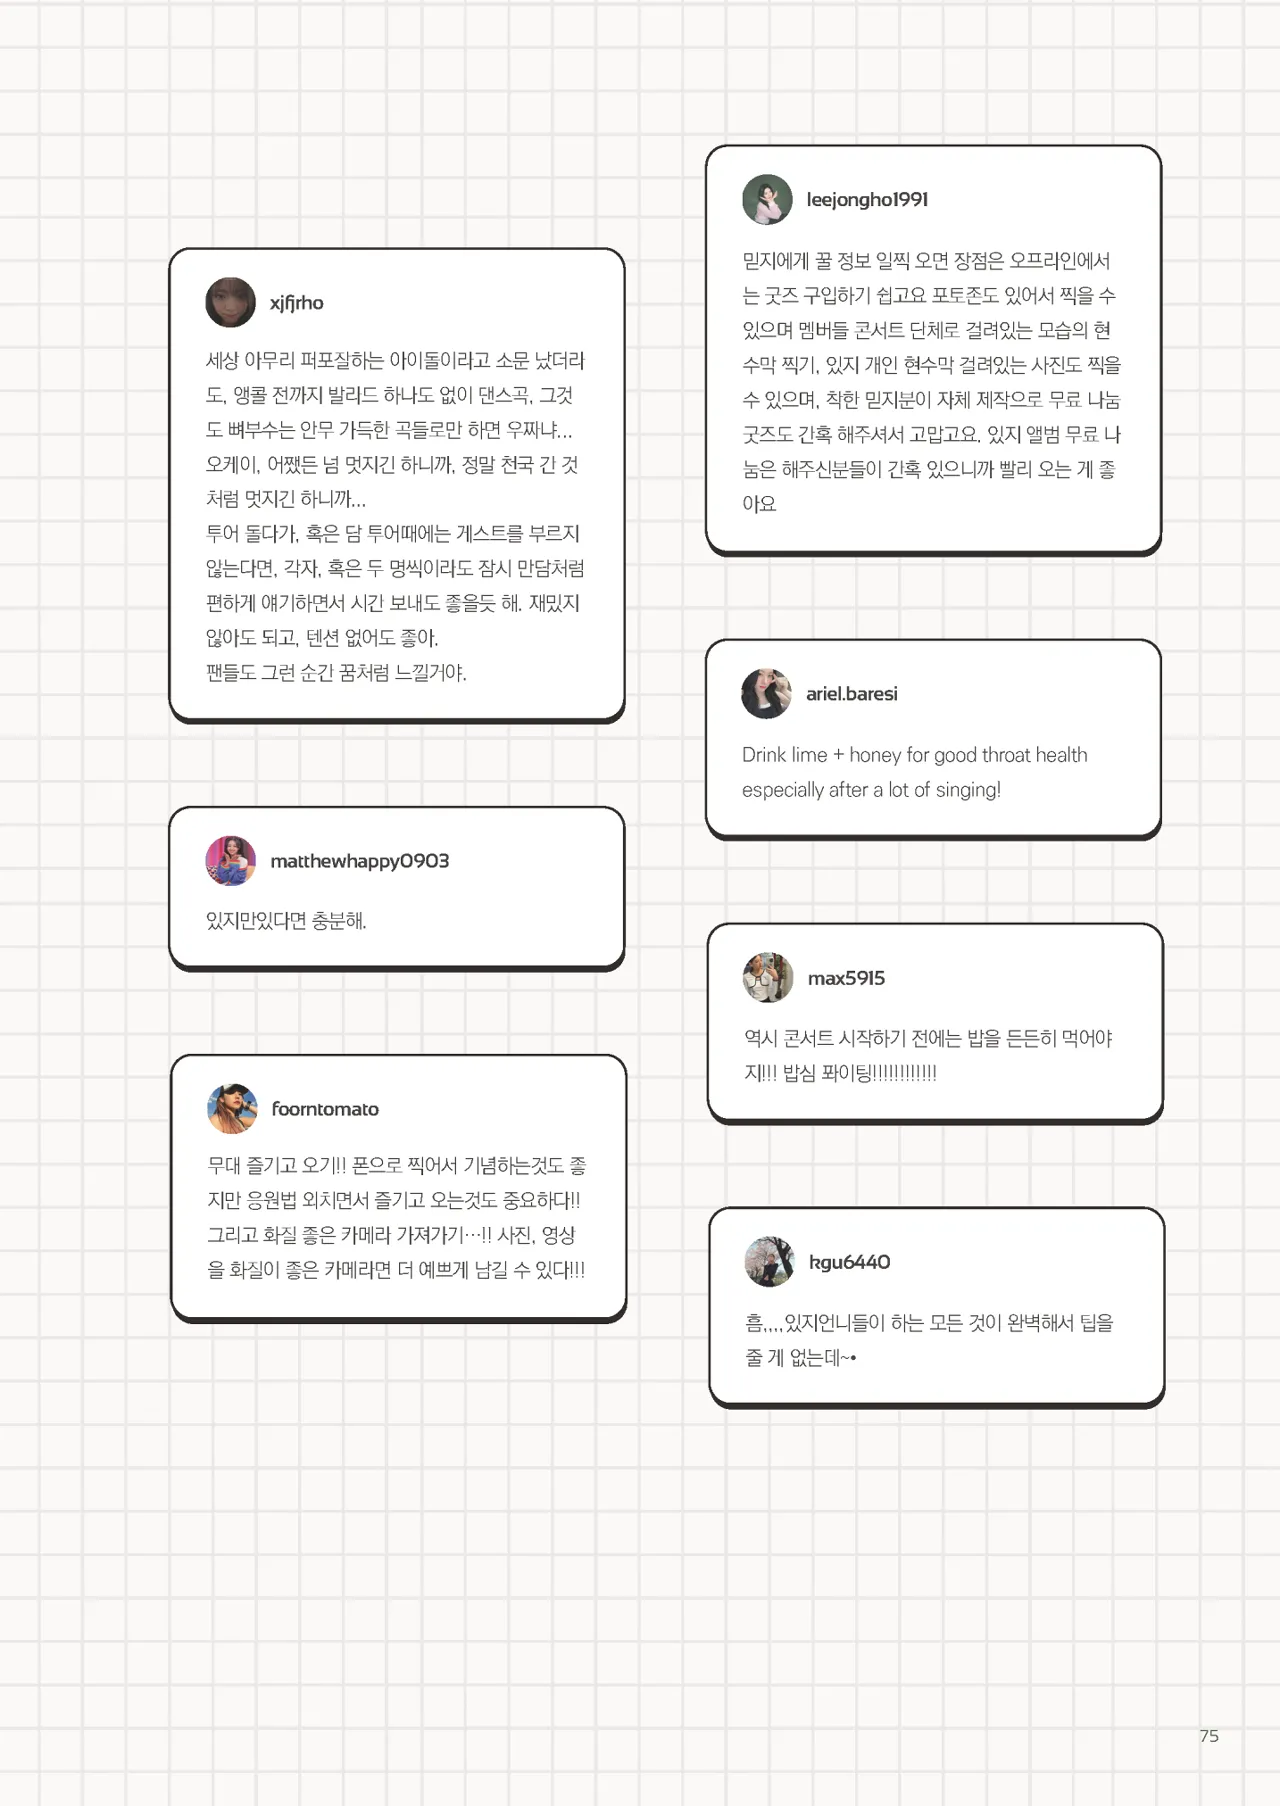 xjfjrho
세상 아무리 퍼포잘하는 아이돌이라고 소문 났더라
도, 앵콜 전까지 발라드 하나도 없이 댄스곡, 그것
도 뼈부수는 안무 가득한 곡들로만 하면 우짜냐...
오케이, 어쨌든 넘 멋지긴 하니까, 정말 천국 간 것
처럼 멋지긴 하니까...
투어 돌다가, 혹은 담 투어때에는 게스트를 부르지
않는다면, 각자, 혹은 두 명씩이라도 잠시 만담처럼
편하게 얘기하면서 시간 보내도 좋을듯 해. 재밌지
않아도 되고, 텐션 없어도 좋아.
팬들도 그런 순간 꿈처럼 느낄거야.
matthewhappy0903
있지만있다면 충분해.
foorntomato
무대 즐기고 오기!! 폰으로 찍어서 기념하는것도 좋
지만 응원법 외치면서 즐기고 오는것도 중요하다!!
그리고 화질 좋은 카메라 가져가기…!! 사진, 영상
을 화질이 좋은 카메라면 더 예쁘게 남길 수 있다!!!
leejongho1991
믿지에게 꿀 정보 일찍 오면 장점은 오프라인에서
는 굿즈 구입하기 쉽고요 포토존도 있어서 찍을 수
있으며 멤버들 콘서트 단체로 걸려있는 모습의 현
수막 찍기, 있지 개인 현수막 걸려있는 사진도 찍을
수 있으며, 착한 믿지분이 자체 제작으로 무료 나눔
굿즈도 간혹 해주셔서 고맙고요. 있지 앨범 무료 나
눔은 해주신분들이 간혹 있으니까 빨리 오는 게 좋
아요
ariel.baresi
Drink lime + honey for good throat health
especially after a lot of singing!
max5915
역시 콘서트 시작하기 전에는 밥을 든든히 먹어야
지!!! 밥심 퐈이팅!!!!!!!!!!!!
kgu6440
흠,,,,있지언니들이 하는 모든 것이 완벽해서 팁을
줄 게 없는데~•
75